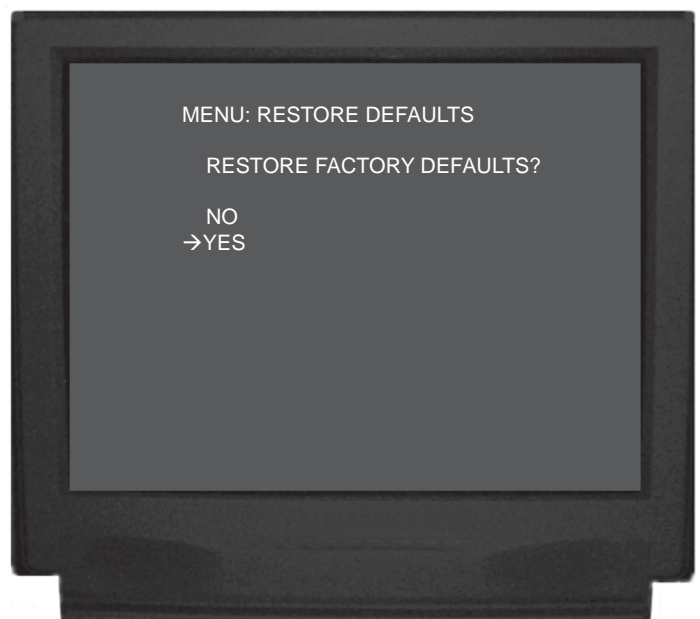 MENU: RESTORE DEFAULTS
RESTORE FACTORY DEFAULTS?
NO
→YES